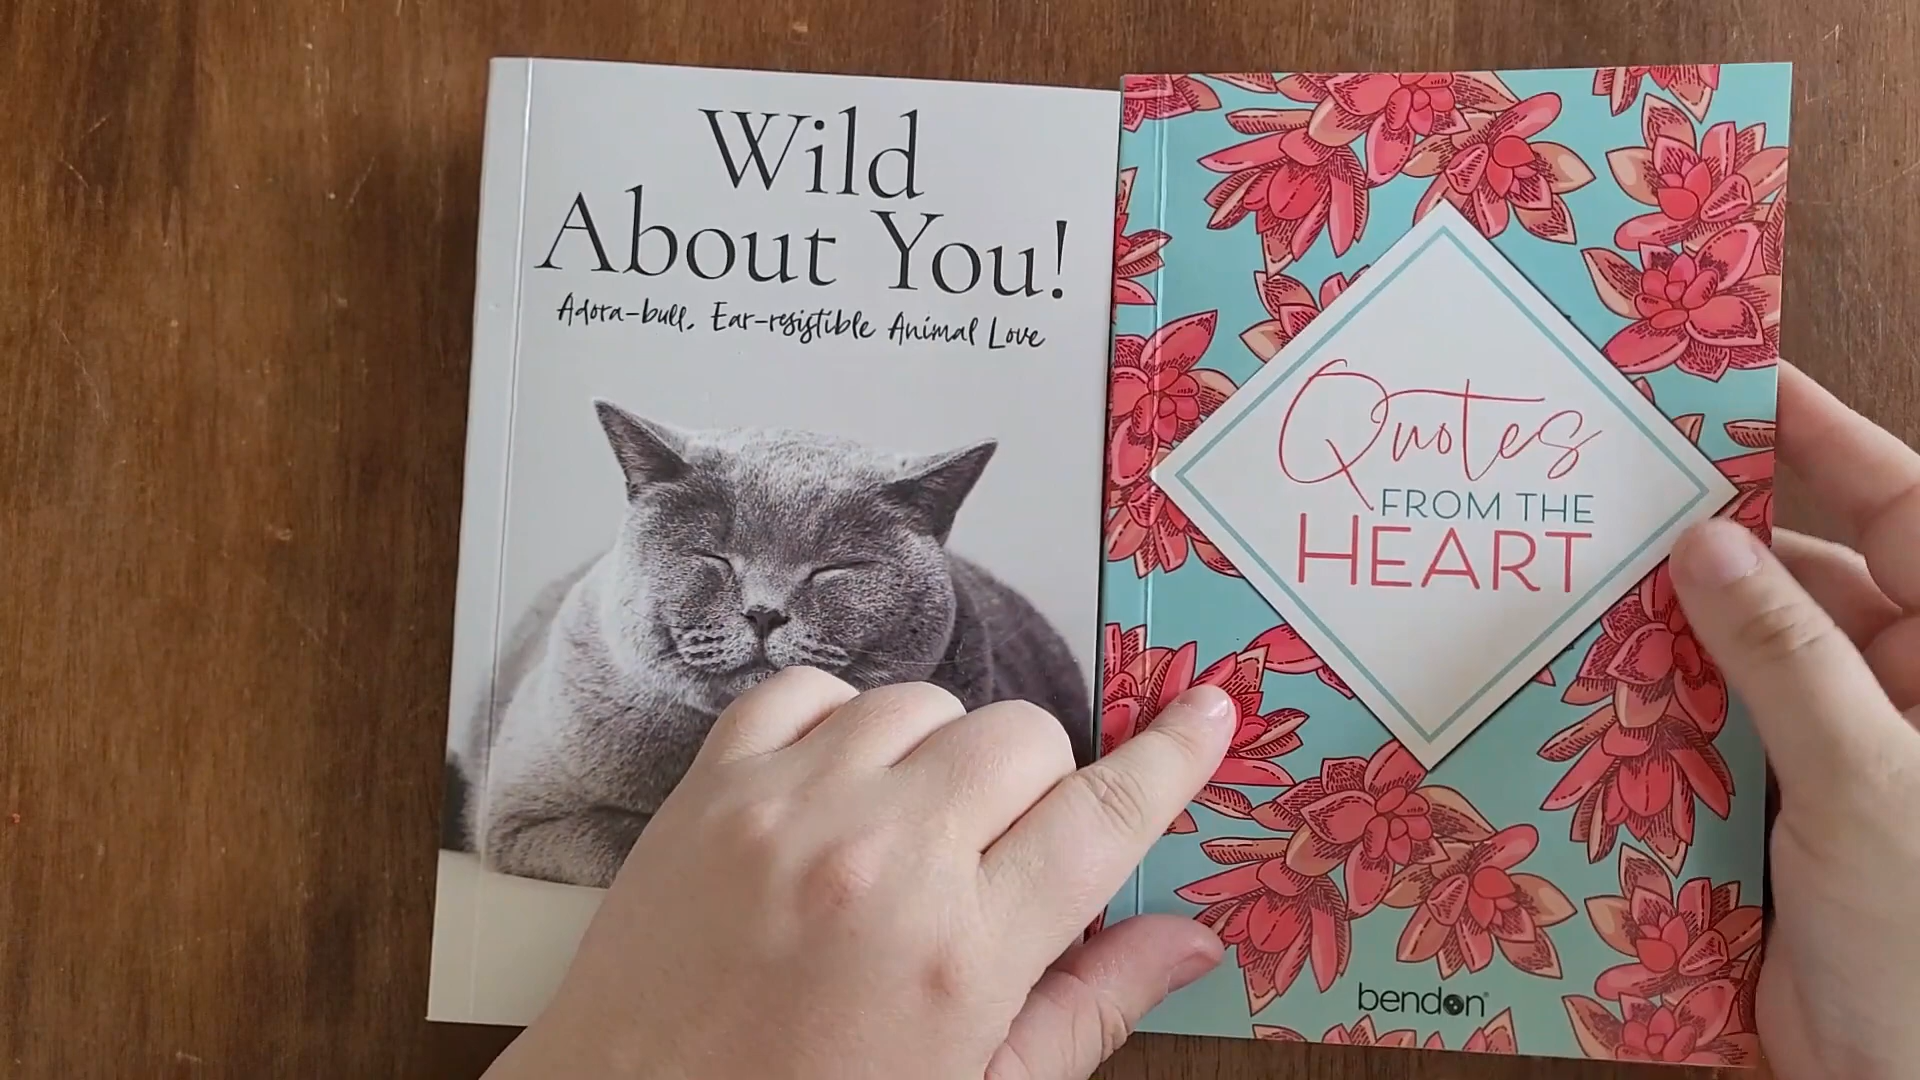 Wild
About You!
Adora-bull, Ear-resistible Animal Love
Quotes
FROM THE
HEART
bendon®